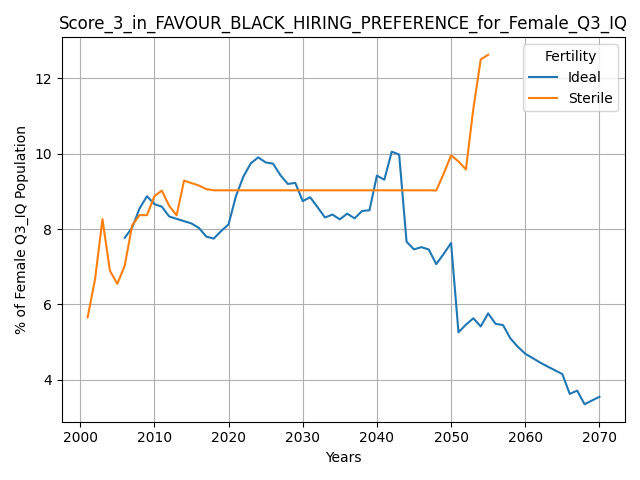 Score_3_in_FAVOUR_BLACK_HIRING_PREFERENCE_for_Female_Q3_IQ
Fertility
Ideal
Sterile
% of Female Q3_IQ Population
12
10
8
6
4
2000 2010 2020 2030 2040 2050 2060 2070
Years